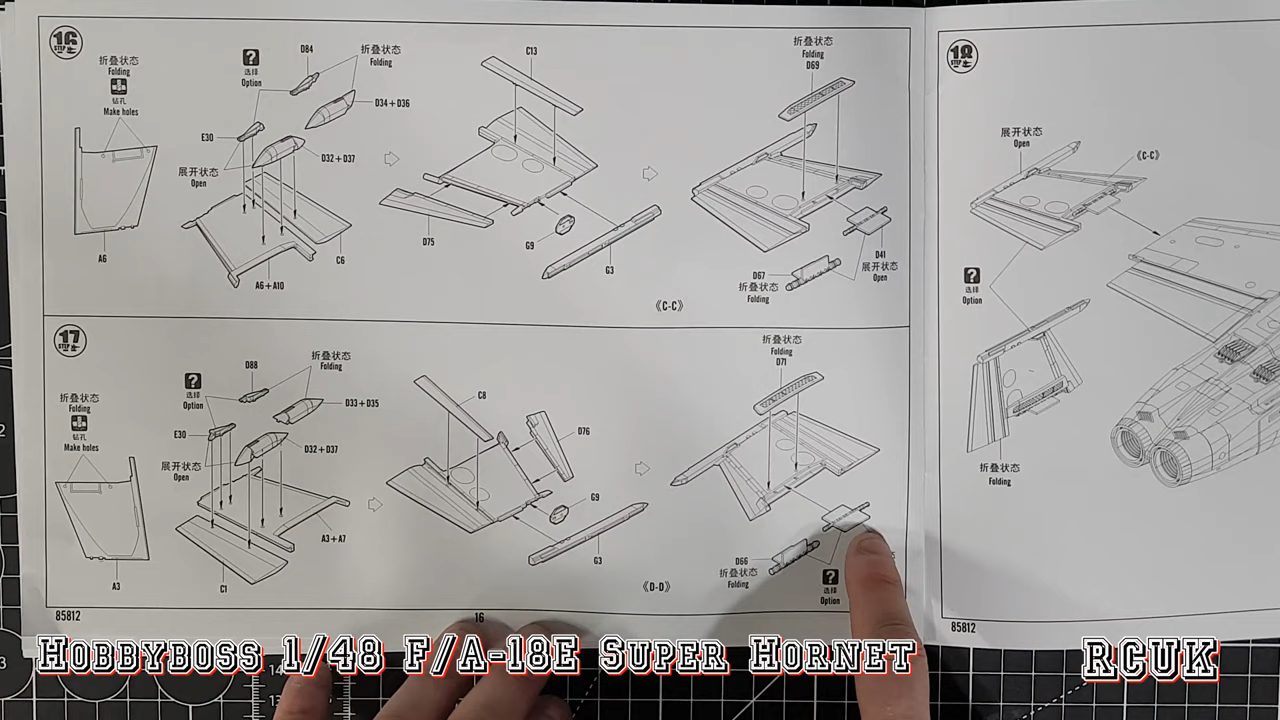 16
STEP
折叠状态
Folding
钻孔
Make holes
A6
?
选择
Option
D84
折叠状态
Folding
D34+D36
E30
D32+D37
展开状态
Open
C6
A6+A10
C13
D75
G9
G3
折叠状态
Folding
D69
D41
展开状态
Open
D67
折叠状态
Folding
《C-C》
17
STEP
折叠状态
Folding
钻孔
Make holes
A3
?
选择
Option
D88
折叠状态
Folding
D33+D35
E30
D32+D37
展开状态
Open
A3+A7
C1
C8
D76
G9
G3
折叠状态
Folding
D71
D66
折叠状态
Folding
?
选择
Option
《D-D》
85812
16
18
STEP
展开状态
Open
《C-C》
?
选择
Option
折叠状态
Folding
85812
Hobbyboss 1/48 F/A-18E Super Hornet
RCUK